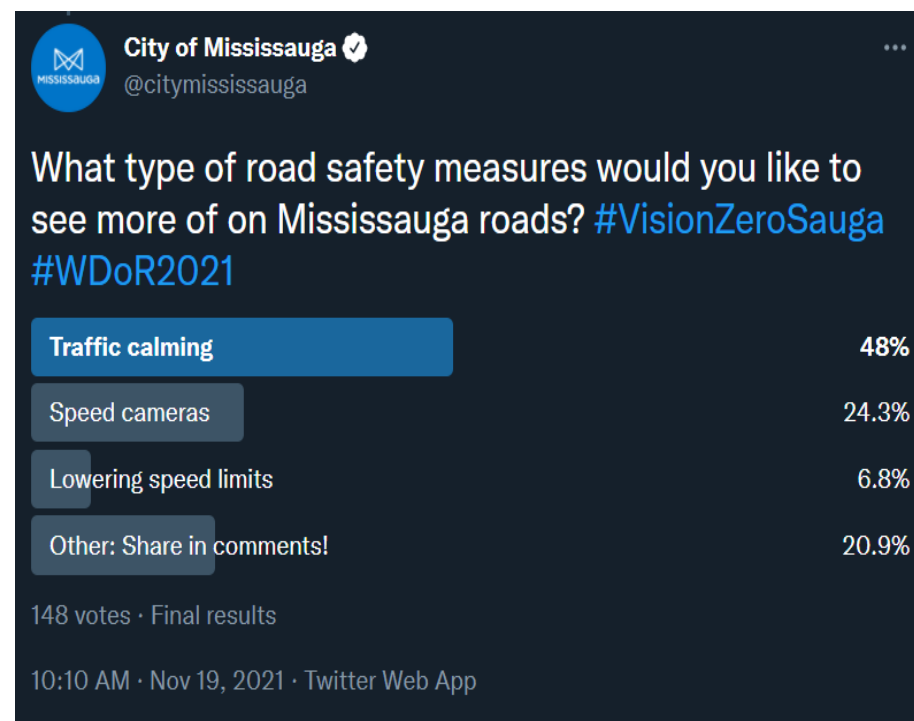 City of Mississauga
MISSISSAUGA
@citymississauga
What type of road safety measures would you like to
see more of on Mississauga roads? #VisionZeroSauga
#WDoR2021
Traffic calming 48%
Speed cameras 24.3%
Lowering speed limits 6.8%
Other: Share in comments! 20.9%
148 votes · Final results
10:10 AM · Nov 19, 2021 · Twitter Web App